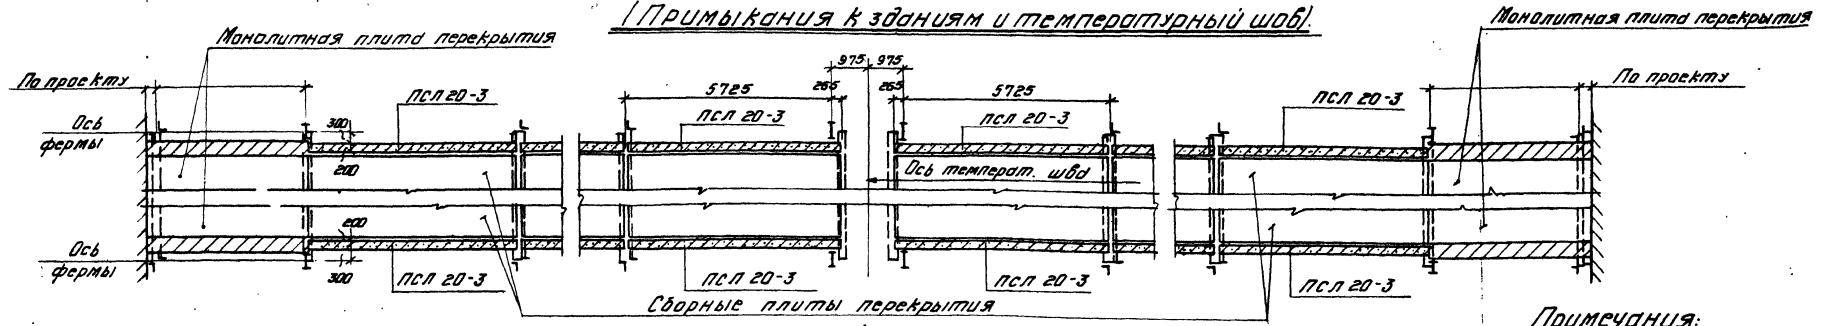 (Примыкания к зданиям и температурный шов).
Монолитная плита перекрытия
Монолитная плита перекрытия
975 975
По проекту
По проекту
5725
265
265
5725
ПСЛ 20-3
ПСЛ 20-3
ПСЛ 20-3
ПСЛ 20-3
Ось
фермы
300
200
Ось температ. шва
200
300
Ось
фермы
ПСЛ 20-3
ПСЛ 20-3
ПСЛ 20-3
ПСЛ 20-3
Сборные плиты перекрытия
Примечания: